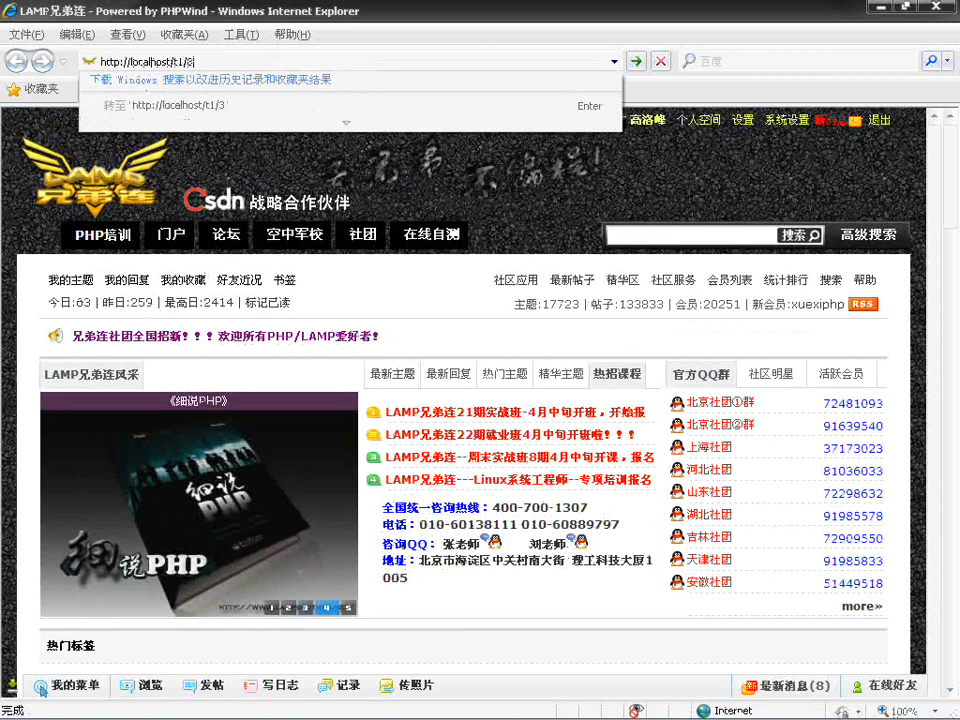 LAMP兄弟连 - Powered by PHPWind - Windows Internet Explorer
文件(F) 编辑(E) 查看(V) 收藏夹(A) 工具(T) 帮助(H)
http://localhost/t1/3
百度
下载 Windows 搜索以改进历史记录和收藏夹结果
收藏夹
转至'http://localhost/t1/3' Enter
高洛峰 个人空间 设置 系统设置 退出
LAMP
兄弟连
Csdn 战略合作伙伴
PHP培训 门户 论坛 空中军校 社团 在线自测 搜索 高级搜索
我的主题 我的回复 我的收藏 好友近况 书签 社区应用 最新帖子 精华区 社区服务 会员列表 统计排行 搜索 帮助
今日:63 | 昨日:259 | 最高日:2414 | 标记已读 主题:17723 | 帖子:133833 | 会员:20251 | 新会员:xuexiphp RSS
兄弟连社团全国招新！！！欢迎所有PHP/LAMP爱好者！
LAMP兄弟连风采 最新主题 最新回复 热门主题 精华主题 热招课程 官方QQ群 社区明星 活跃会员
《细说PHP》
细说PHP
细说PHP
1 2 3 4 5
1 LAMP兄弟连21期实战班-4月中旬开班，开始报
2 LAMP兄弟连22期就业班4月中旬开班啦！！！
3 LAMP兄弟连--周末实战班8期4月中旬开课，报名
4 LAMP兄弟连---Linux系统工程师--专项培训报名
全国统一咨询热线：400-700-1307
电话：010-60138111 010-60889797
咨询QQ： 张老师 刘老师
地址：北京市海淀区中关村南大街 理工科技大厦1
005
北京社团①群 72481093
北京社团②群 91639540
上海社团 37173023
河北社团 81036033
山东社团 72298632
湖北社团 91985578
吉林社团 72909550
天津社团 91985833
安徽社团 51449518
more»
热门标签
我的菜单 浏览 发帖 写日志 记录 传照片 最新消息(8) 在线好友
完成 Internet 100%